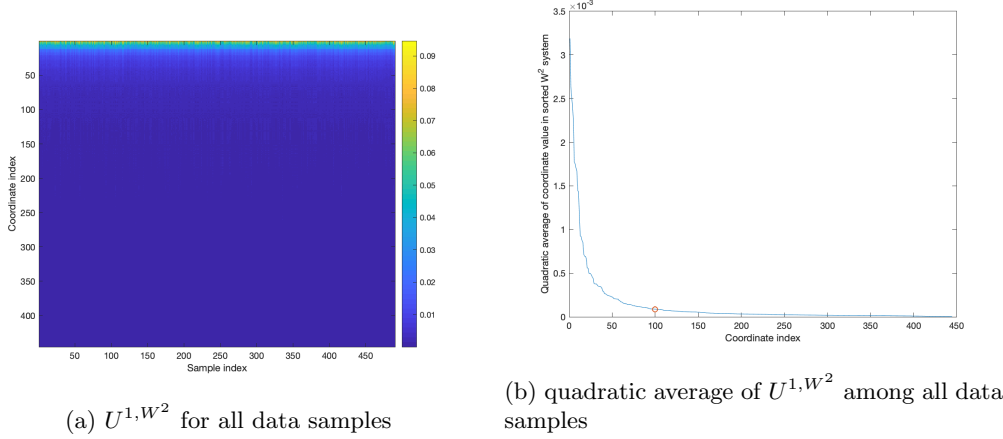 50
100
150
200
250
300
350
400
Coordinate index
50 100 150 200 250 300 350 400 450
Sample index
0.09
0.08
0.07
0.06
0.05
0.04
0.03
0.02
0.01
(a) U^{1,W^2} for all data samples
×10^{-3}
3.5
3
2.5
2
1.5
1
0.5
0
Quadratic average of coordinate value in sorted W^2 system
0 50 100 150 200 250 300 350 400 450
Coordinate index
(b) quadratic average of U^{1,W^2} among all data
samples